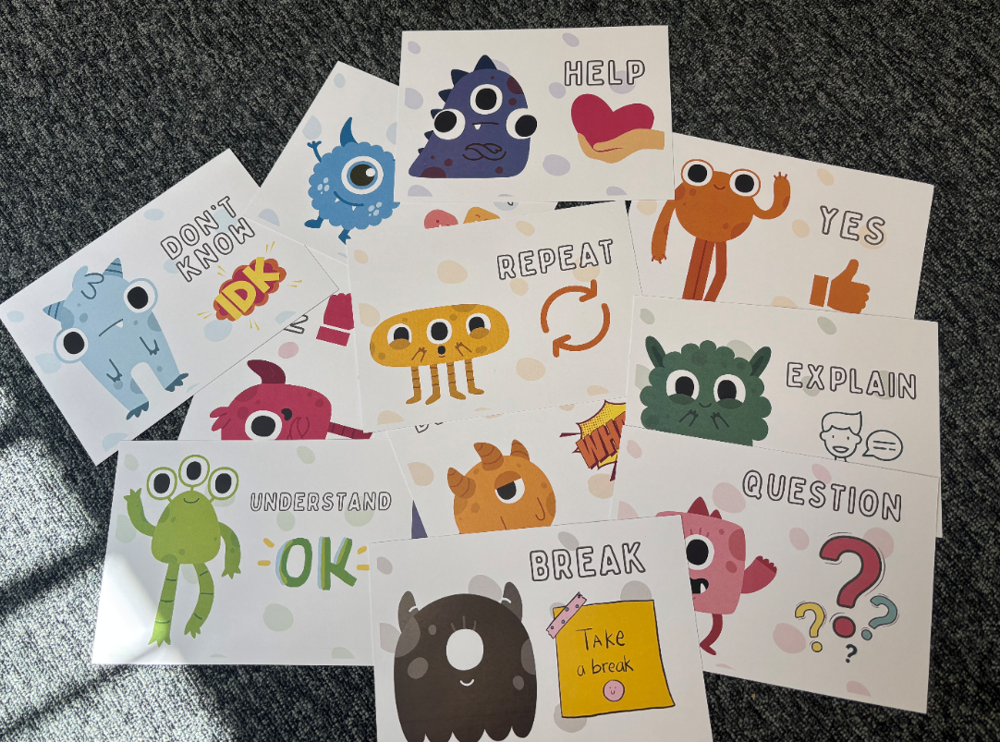 HELP
DON'T
KNOW
IDK
REPEAT
YES
EXPLAIN
UNDERSTAND
OK
QUESTION
?
? ? ?
?
BREAK
TAKE
a break